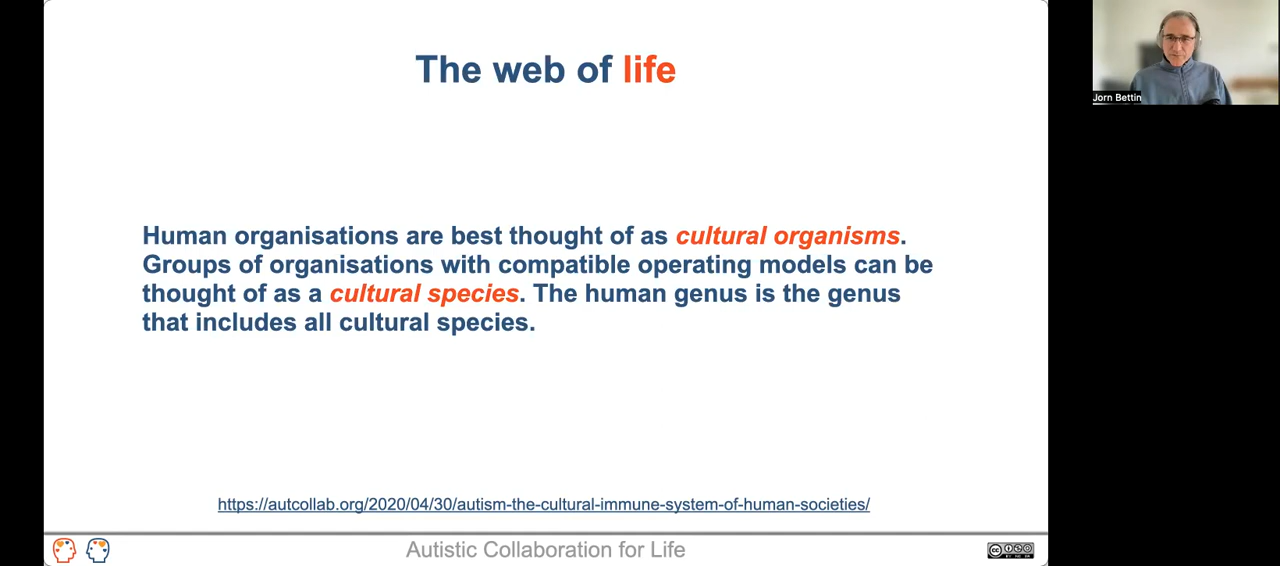 The web of life
Jorn Bettin
Human organisations are best thought of as cultural organisms.
Groups of organisations with compatible operating models can be
thought of as a cultural species. The human genus is the genus
that includes all cultural species.
https://autcollab.org/2020/04/30/autism-the-cultural-immune-system-of-human-societies/
Autistic Collaboration for Life